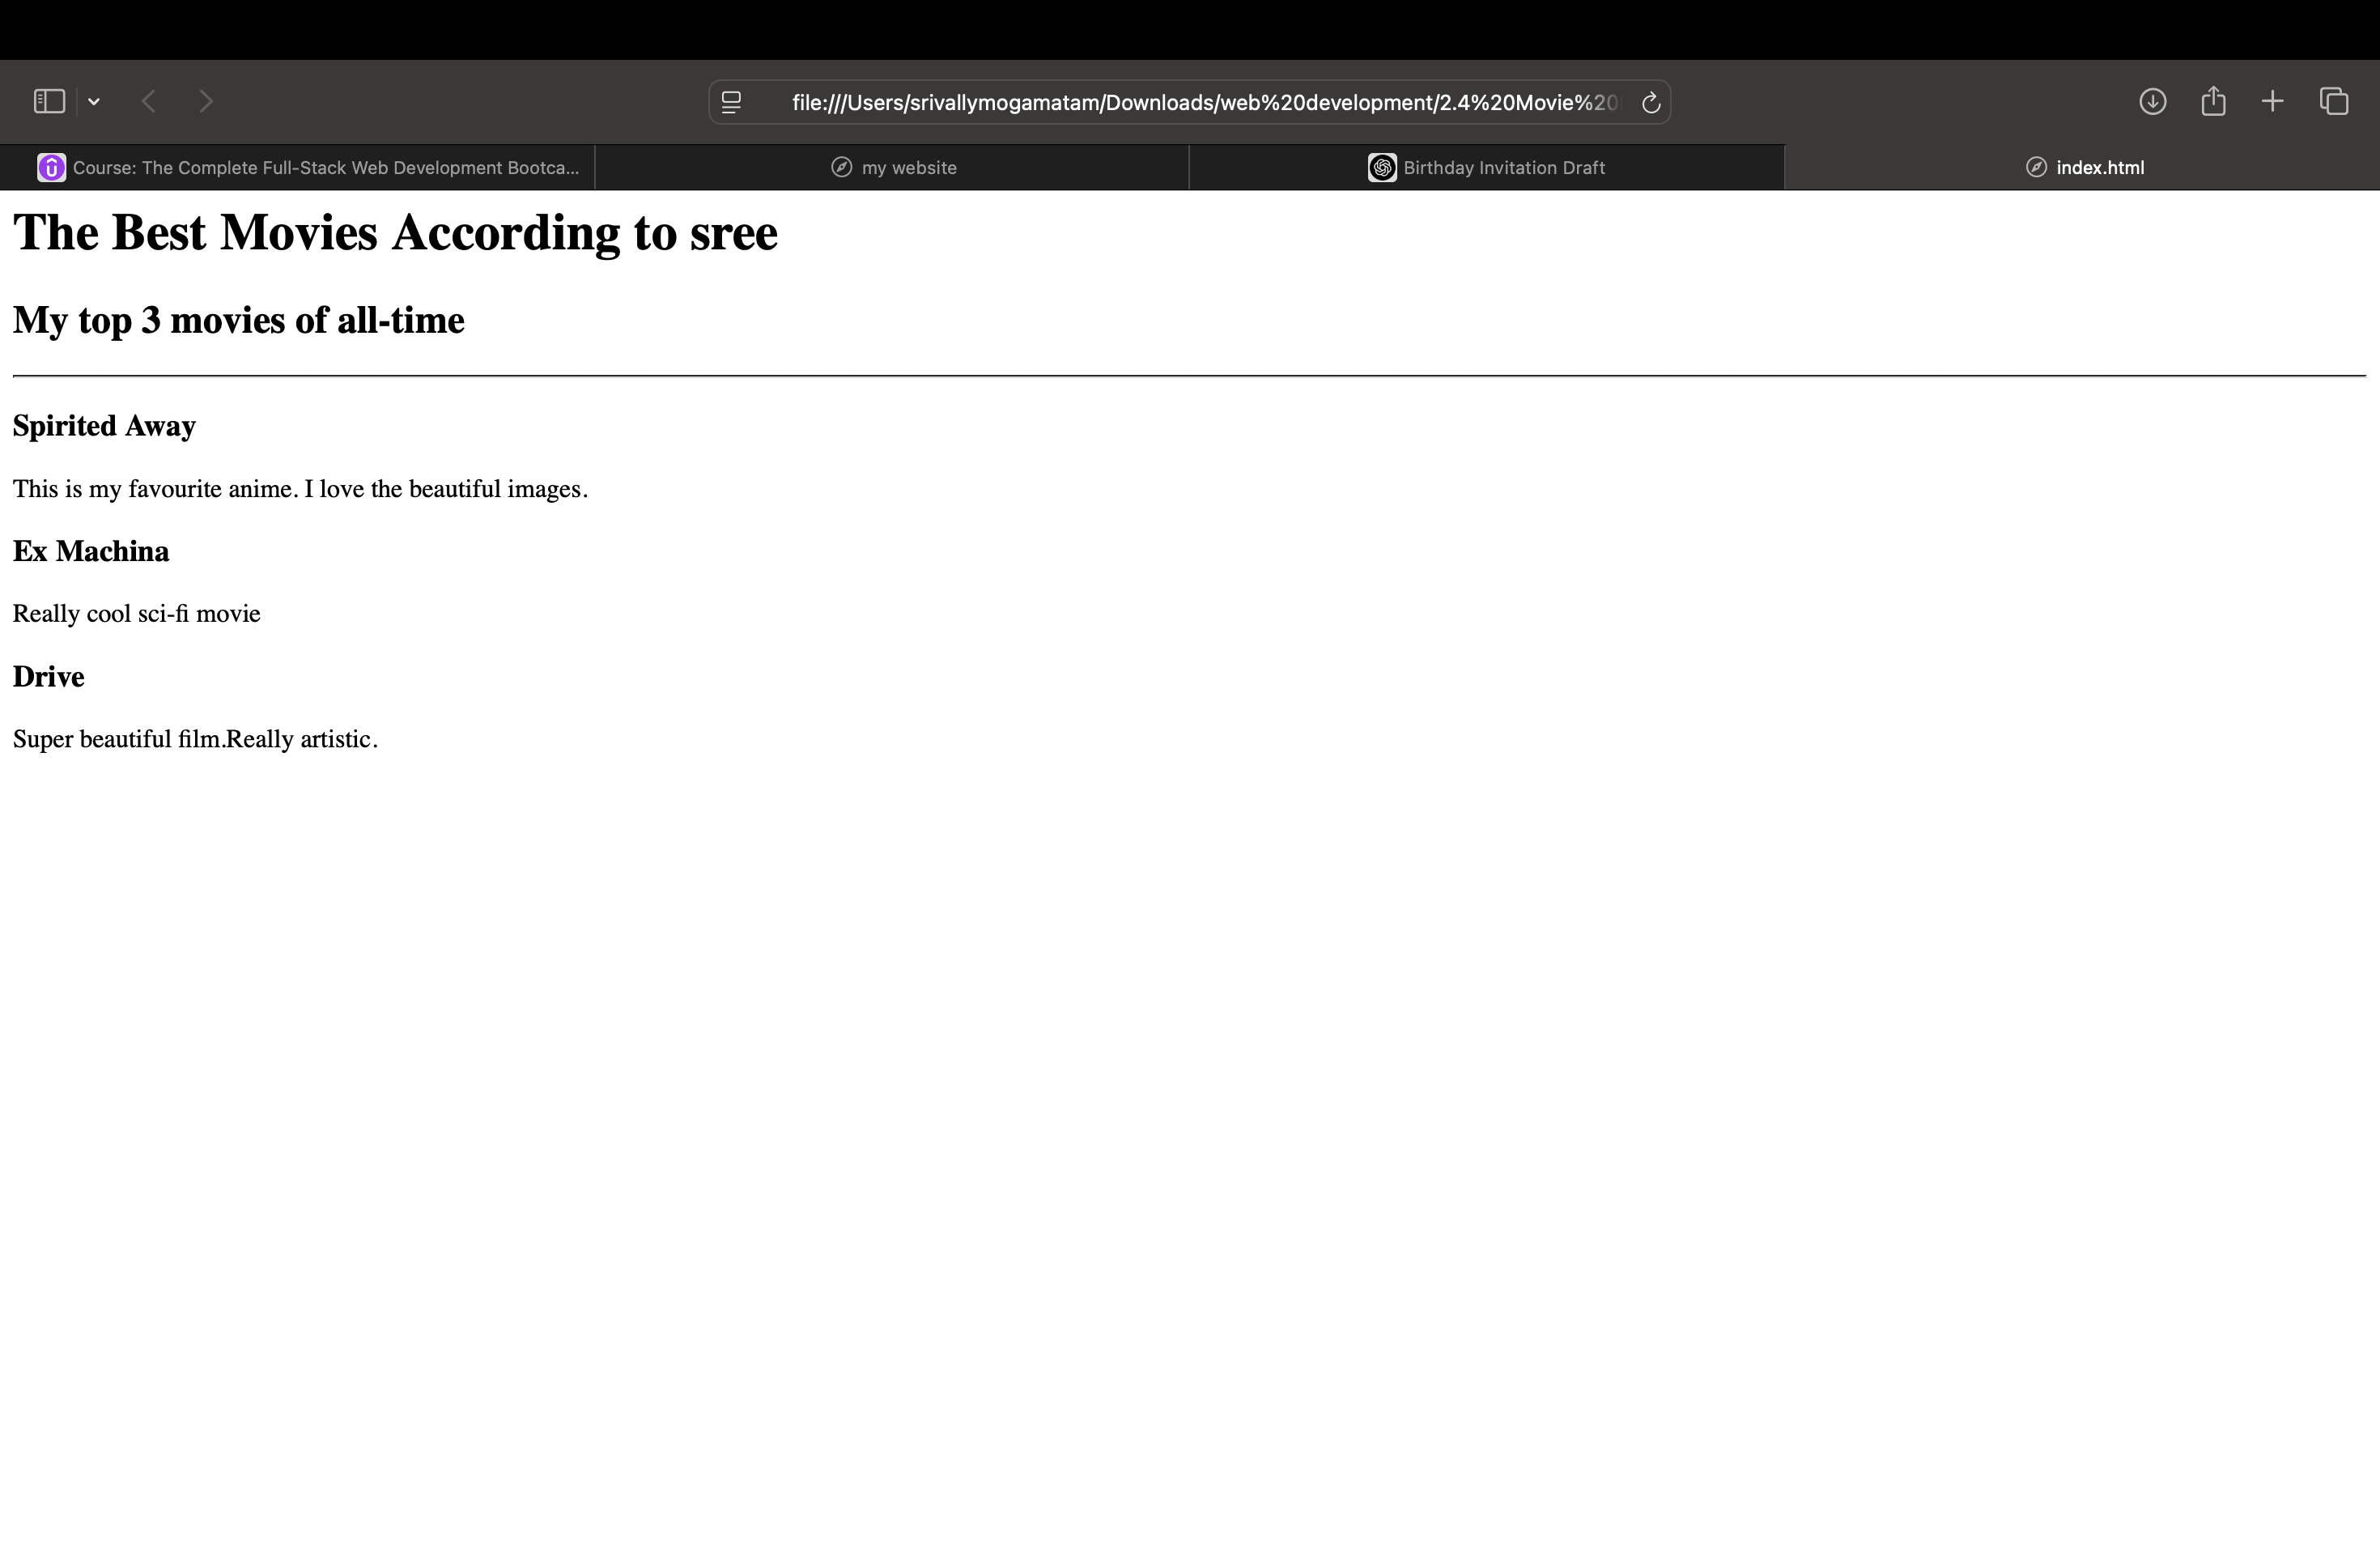 file:///Users/srivallymogamatam/Downloads/web%20development/2.4%20Movie%20
Course: The Complete Full-Stack Web Development Bootca...
my website
Birthday Invitation Draft
index.html
The Best Movies According to sree
My top 3 movies of all-time
Spirited Away
This is my favourite anime. I love the beautiful images.
Ex Machina
Really cool sci-fi movie
Drive
Super beautiful film.Really artistic.